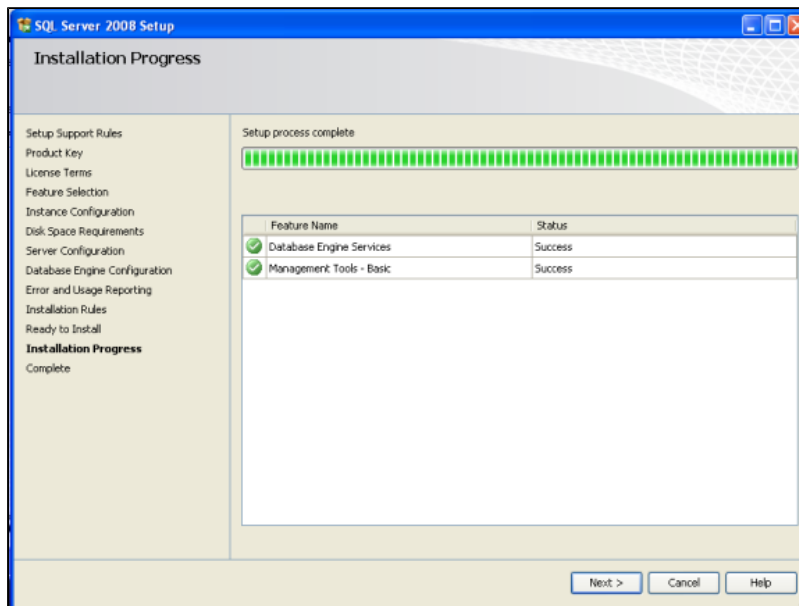 SQL Server 2008 Setup
Installation Progress
Setup Support Rules
Product Key
License Terms
Feature Selection
Instance Configuration
Disk Space Requirements
Server Configuration
Database Engine Configuration
Error and Usage Reporting
Installation Rules
Ready to Install
Installation Progress
Complete
Setup process complete
Feature Name Status
Database Engine Services Success
Management Tools - Basic Success
Next > Cancel Help